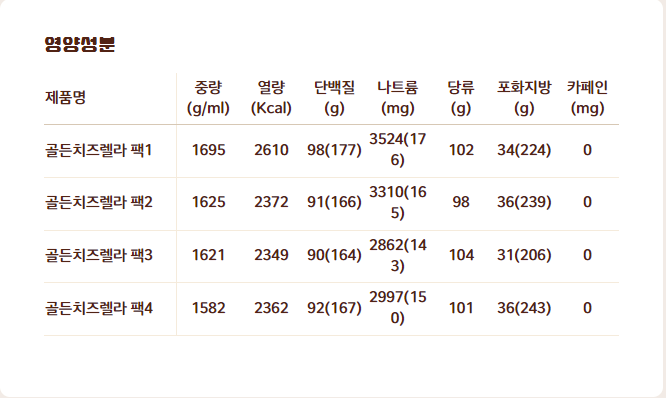 영양성분
제품명 중량 (g/ml) 열량 (Kcal) 단백질 (g) 나트륨 (mg) 당류 (g) 포화지방 (g) 카페인 (mg)
골든치즈렐라 팩1 1695 2610 98(177) 3524(176) 102 34(224) 0
골든치즈렐라 팩2 1625 2372 91(166) 3310(165) 98 36(239) 0
골든치즈렐라 팩3 1621 2349 90(164) 2862(143) 104 31(206) 0
골든치즈렐라 팩4 1582 2362 92(167) 2997(150) 101 36(243) 0